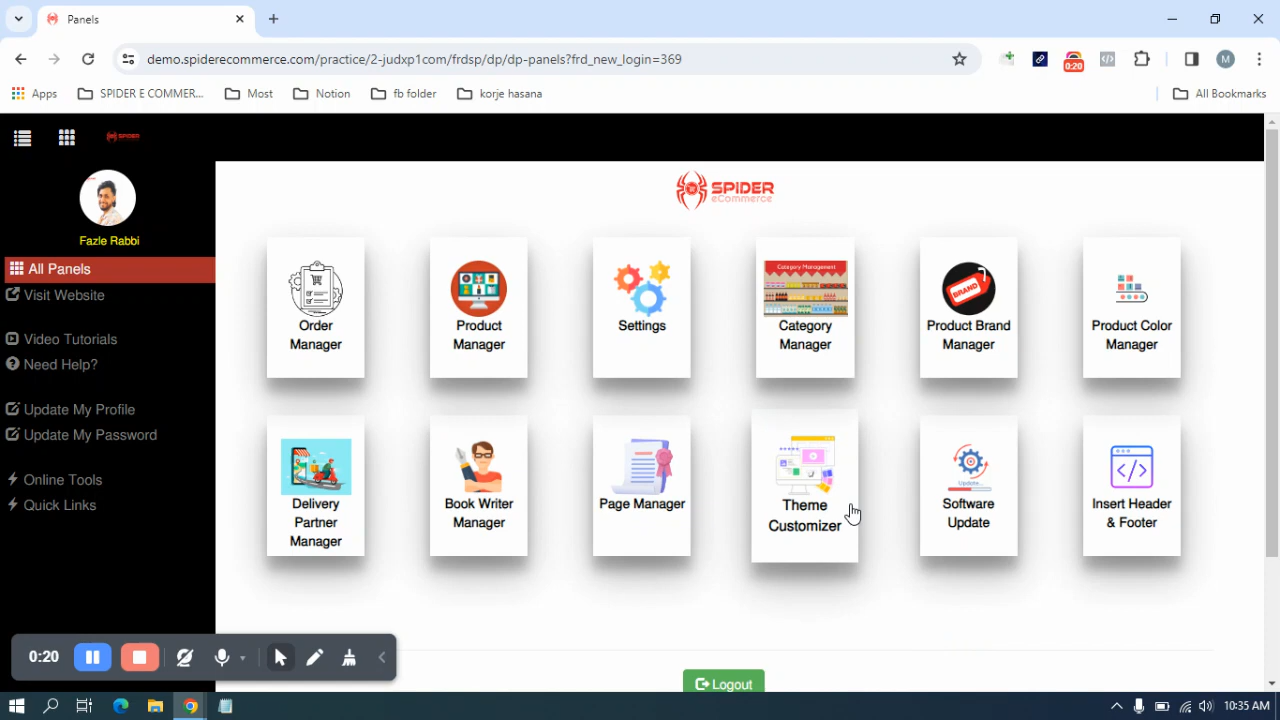 Panels
demo.spiderecommerce.com/practice/2-judxp1com/frdsp/dp/dp-panels?frd_new_login=369
0:20
M
Apps
SPIDER E COMMER...
Most
Notion
fb folder
korje hasana
All Bookmarks
SPIDER
SPIDER
eCommerce
Fazle Rabbi
All Panels
Visit Website
Video Tutorials
Need Help?
Update My Profile
Update My Password
Online Tools
Quick Links
Order
Manager
Product
Manager
Settings
Category Management
Category
Manager
BRAND
Product Brand
Manager
Product Color
Manager
Delivery
Partner
Manager
Book Writer
Manager
Page Manager
Theme
Customizer
Update...
Software
Update
Insert Header
& Footer
Logout
0:20
10:35 AM